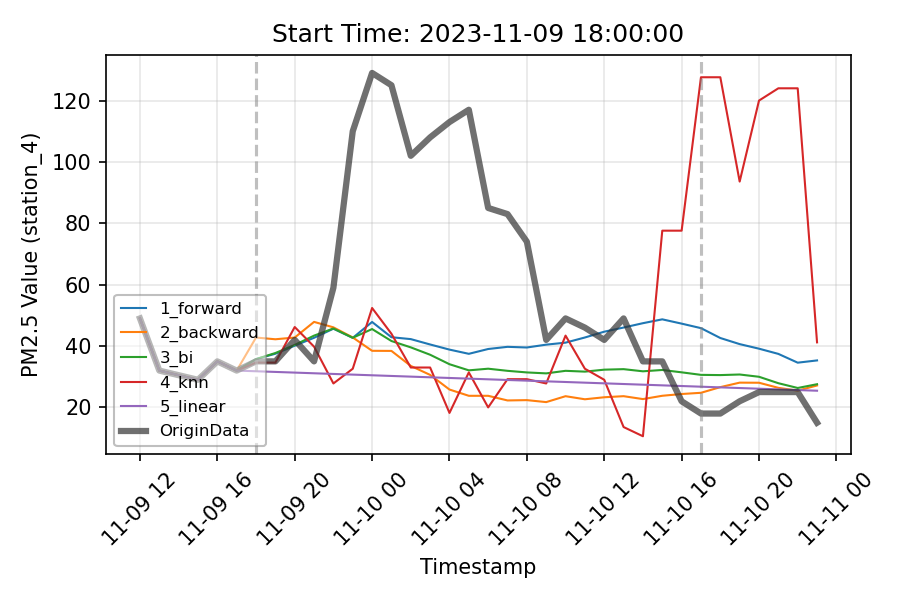 Start Time: 2023-11-09 18:00:00
PM2.5 Value (station_4)
120
100
80
60
40
20
1_forward
2_backward
3_bi
4_knn
5_linear
OriginData
11-09 12
11-09 16
11-09 20
11-10 00
11-10 04
11-10 08
11-10 12
11-10 16
11-10 20
11-11 00
Timestamp